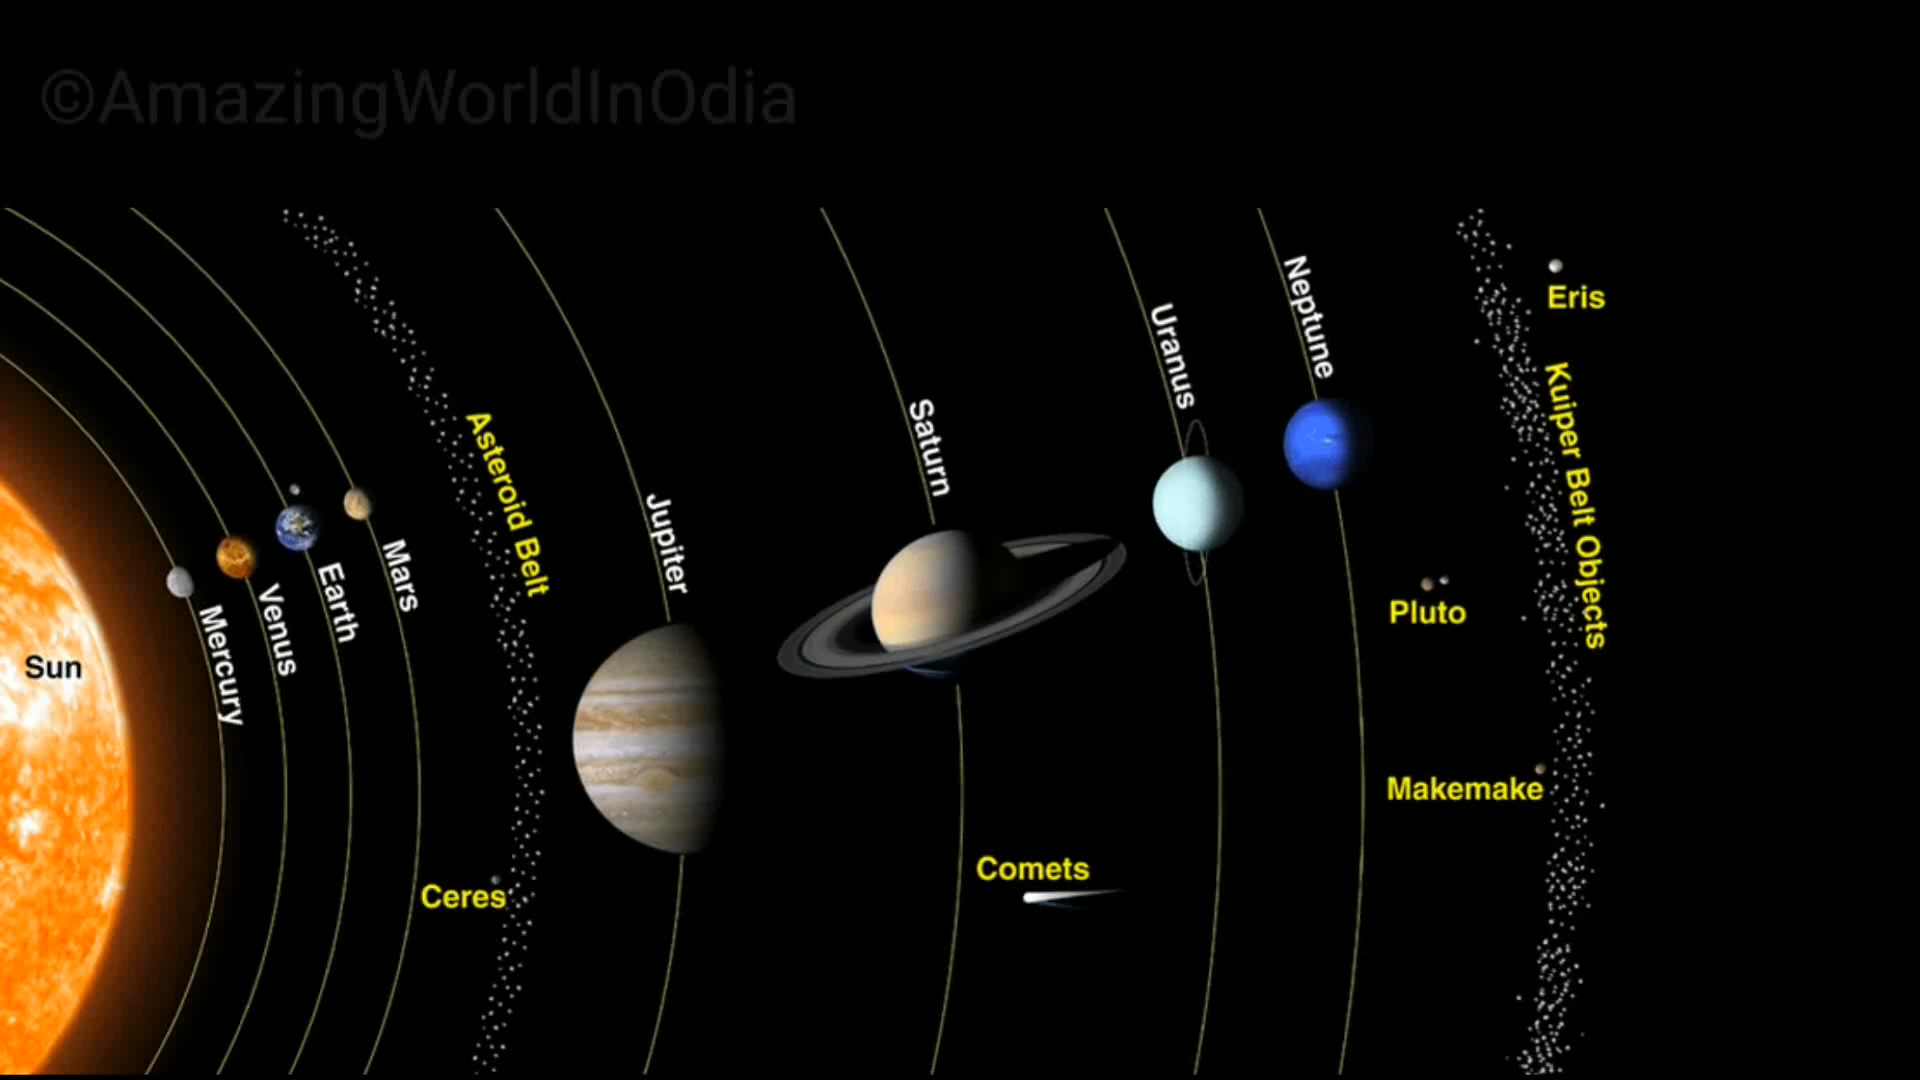 ©AmazingWorldInOdia
Sun
Mercury
Venus
Earth
Mars
Asteroid Belt
Ceres
Jupiter
Saturn
Comets
Uranus
Neptune
Pluto
Makemake
Eris
Kuiper Belt Objects